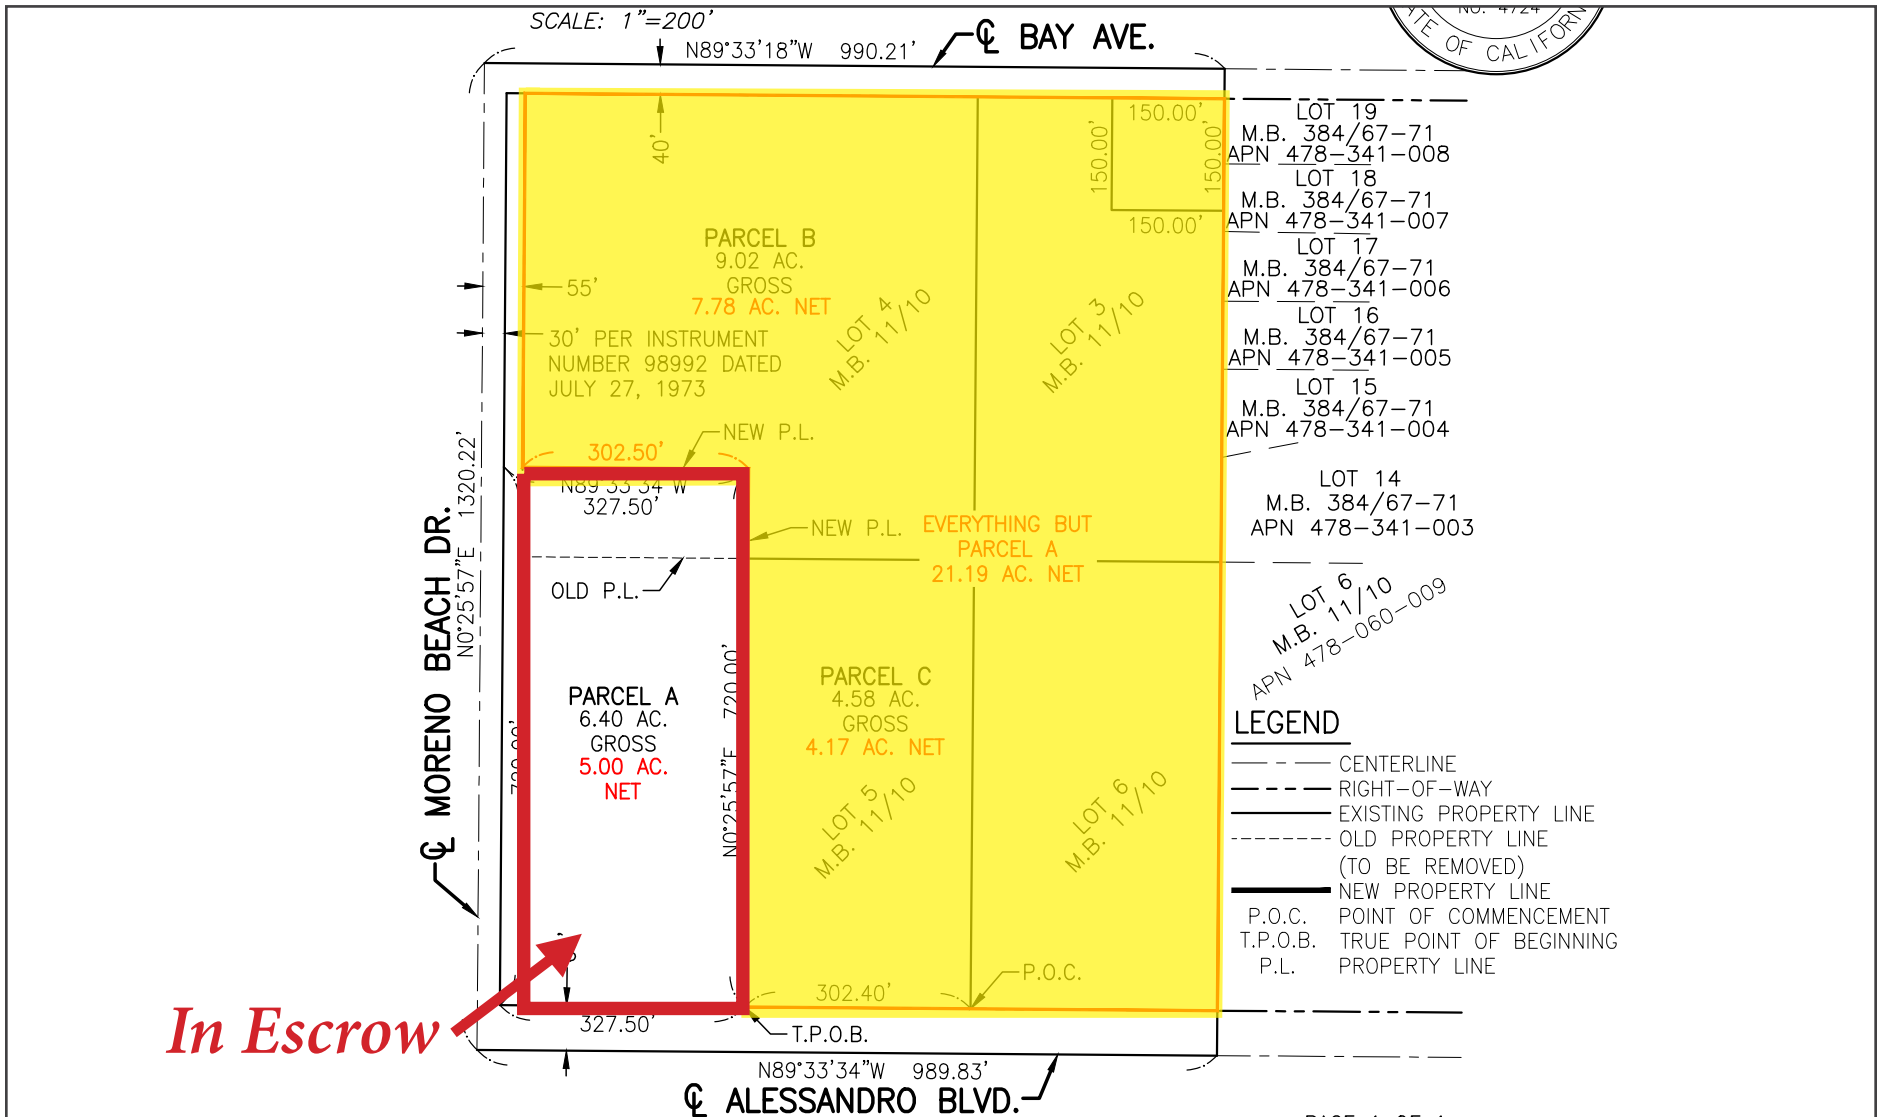 SCALE: 1"=200'
NO. 4724
ATE OF CALIFORN
N89°33'18"W 990.21'
℄ BAY AVE.
40'
150.00'
150.00'
150.00'
150.00'
LOT 19
M.B. 384/67-71
APN 478-341-008
LOT 18
M.B. 384/67-71
APN 478-341-007
LOT 17
M.B. 384/67-71
APN 478-341-006
LOT 16
M.B. 384/67-71
APN 478-341-005
LOT 15
M.B. 384/67-71
APN 478-341-004
LOT 14
M.B. 384/67-71
APN 478-341-003
LOT 6
M.B. 11/10
APN 478-060-009
PARCEL B
9.02 AC.
GROSS
7.78 AC. NET
55'
30' PER INSTRUMENT
NUMBER 98992 DATED
JULY 27, 1973
LOT 4
M.B. 11/10
LOT 3
M.B. 11/10
NEW P.L.
302.50'
N89°33'34"W
327.50'
NEW P.L.
EVERYTHING BUT
PARCEL A
21.19 AC. NET
OLD P.L.
℄ MORENO BEACH DR.
N0°25'57"E 1320.22'
PARCEL A
6.40 AC.
GROSS
5.00 AC.
NET
720.00'
N0°25'57"E 720.00'
PARCEL C
4.58 AC.
GROSS
4.17 AC. NET
LOT 5
M.B. 11/10
LOT 6
M.B. 11/10
P.O.C.
302.40'
327.50'
T.P.O.B.
In Escrow
N89°33'34"W 989.83'
℄ ALESSANDRO BLVD.
LEGEND
CENTERLINE
RIGHT-OF-WAY
EXISTING PROPERTY LINE
OLD PROPERTY LINE
(TO BE REMOVED)
NEW PROPERTY LINE
P.O.C. POINT OF COMMENCEMENT
T.P.O.B. TRUE POINT OF BEGINNING
P.L. PROPERTY LINE